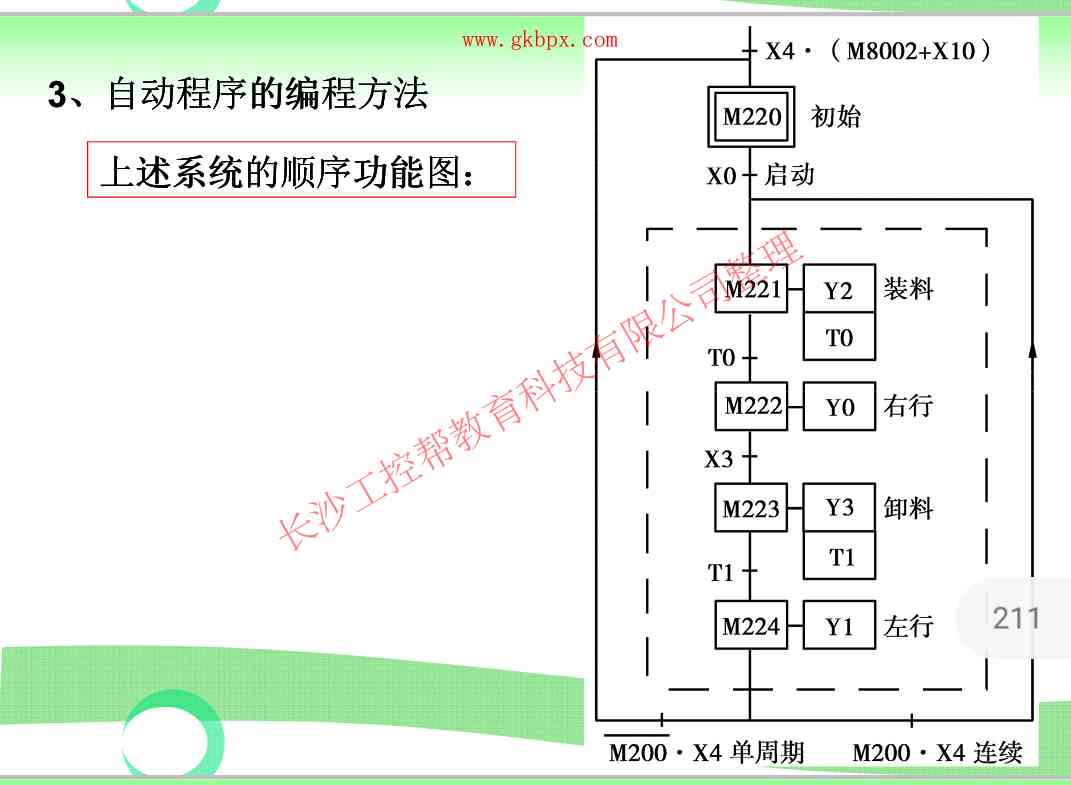 www.gkbpx.com
3、自动程序的编程方法
上述系统的顺序功能图：
X4·（M8002+X10）
M220 初始
X0 启动
M221 Y2 装料
T0
T0
M222 Y0 右行
X3
M223 Y3 卸料
T1
T1
M224 Y1 左行
M200·X4 单周期 M200·X4 连续
长沙工控帮教育科技有限公司整理
211